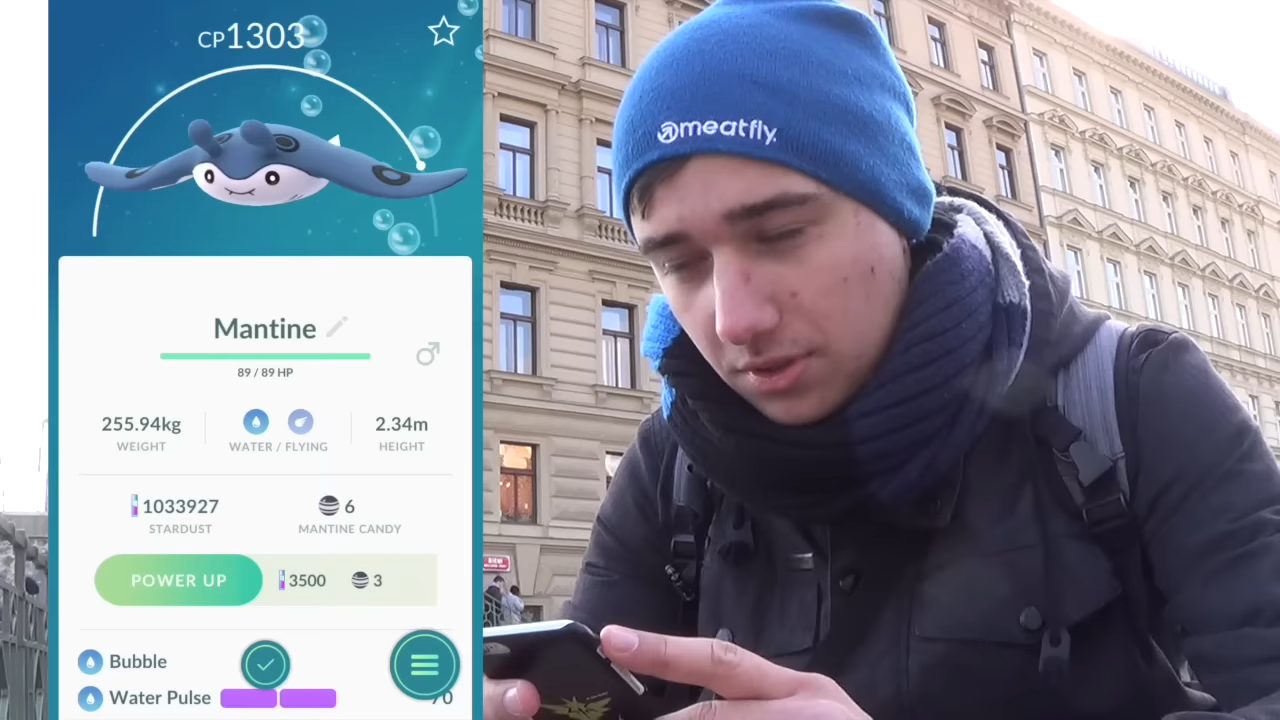 CP1303
Mantine
89 / 89 HP
255.94kg
WEIGHT
WATER / FLYING
2.34m
HEIGHT
1033927
STARDUST
6
MANTINE CANDY
POWER UP
3500
3
Bubble
Water Pulse
70
meatfly.